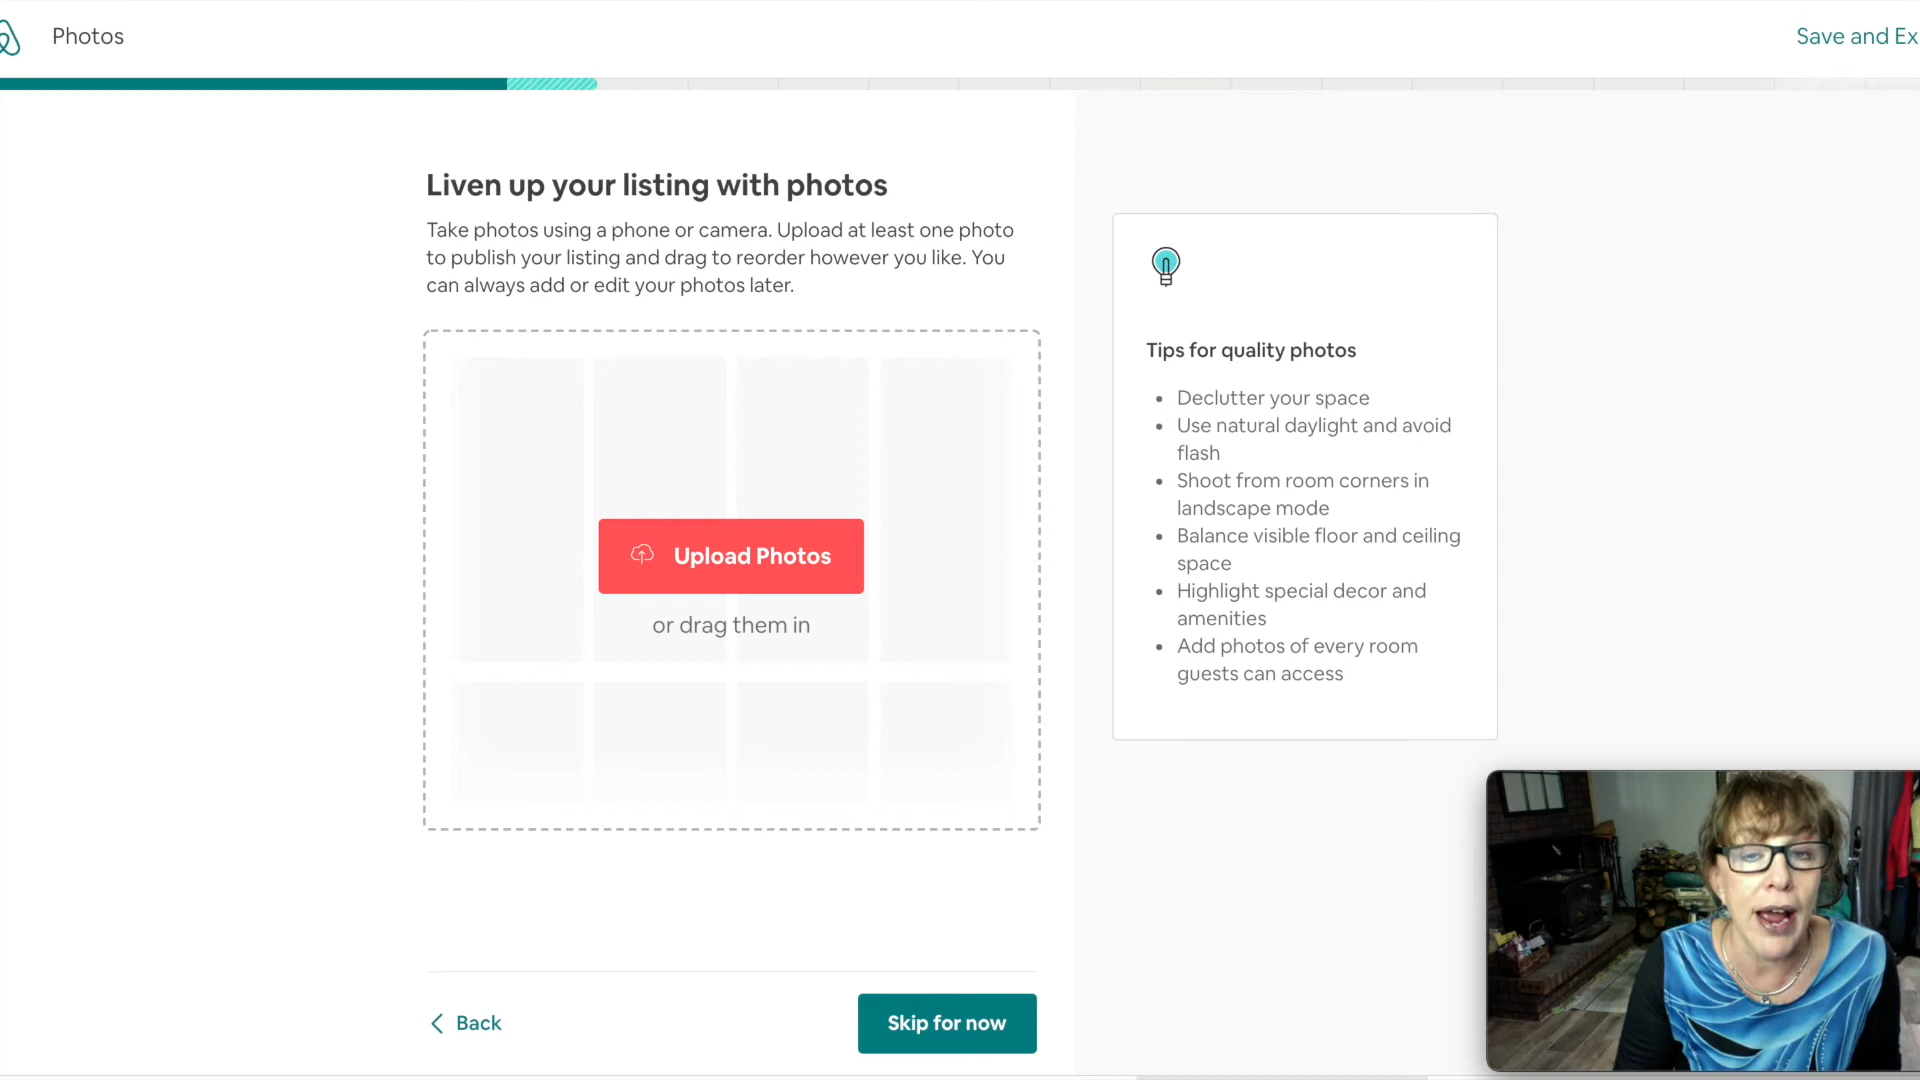 Photos
Save and Ex
Liven up your listing with photos
Take photos using a phone or camera. Upload at least one photo
to publish your listing and drag to reorder however you like. You
can always add or edit your photos later.
Upload Photos
or drag them in
Tips for quality photos
Declutter your space
Use natural daylight and avoid
flash
Shoot from room corners in
landscape mode
Balance visible floor and ceiling
space
Highlight special decor and
amenities
Add photos of every room
guests can access
Back
Skip for now